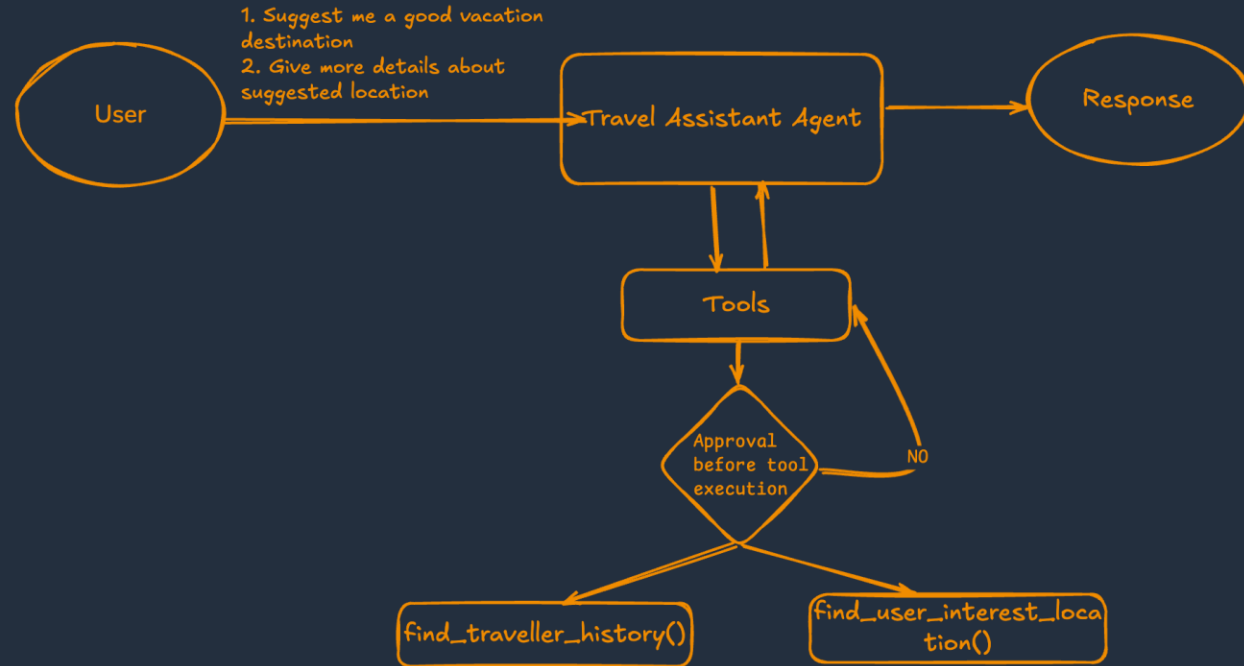 1. Suggest me a good vacation
destination
2. Give more details about
suggested location
User
Travel Assistant Agent
Response
Tools
Approval
before tool
execution
NO
find_traveller_history()
find_user_interest_loca
tion()